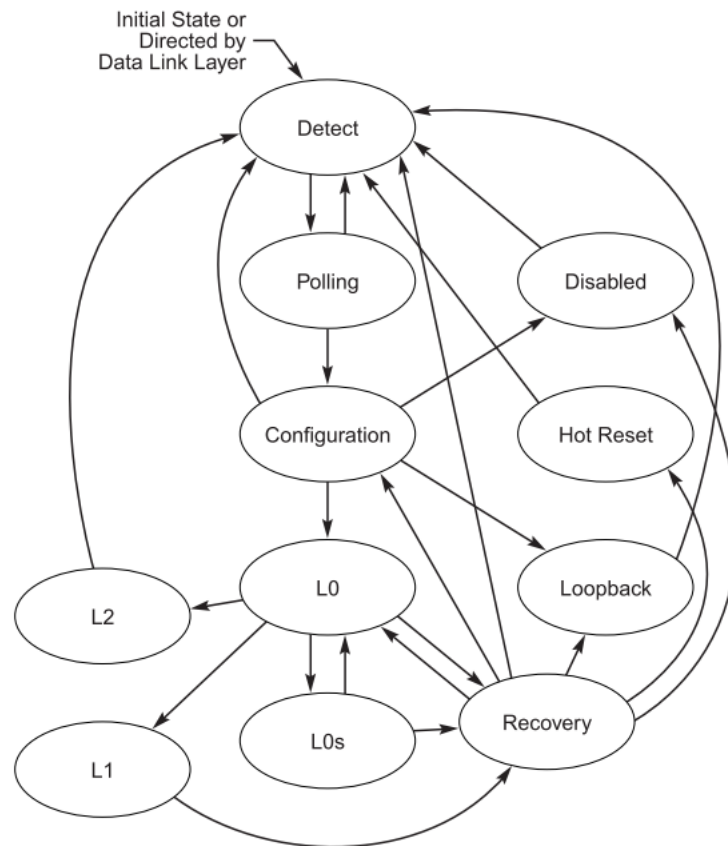 Initial State or
Directed by
Data Link Layer
Detect
Polling
Disabled
Configuration
Hot Reset
L0
Loopback
L2
Recovery
L0s
L1